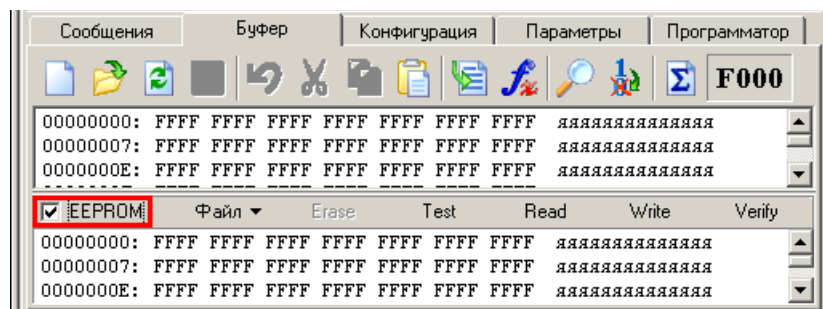 Сообщения Буфер Конфигурация Параметры Программатор
F000
00000000: FFFF FFFF FFFF FFFF FFFF FFFF FFFF яяяяяяяяяяяяяя
00000007: FFFF FFFF FFFF FFFF FFFF FFFF FFFF яяяяяяяяяяяяяя
0000000E: FFFF FFFF FFFF FFFF FFFF FFFF FFFF яяяяяяяяяяяяяя
EEPROM Файл Erase Test Read Write Verify
00000000: FFFF FFFF FFFF FFFF FFFF FFFF FFFF яяяяяяяяяяяяяя
00000007: FFFF FFFF FFFF FFFF FFFF FFFF FFFF яяяяяяяяяяяяяя
0000000E: FFFF FFFF FFFF FFFF FFFF FFFF FFFF яяяяяяяяяяяяяя